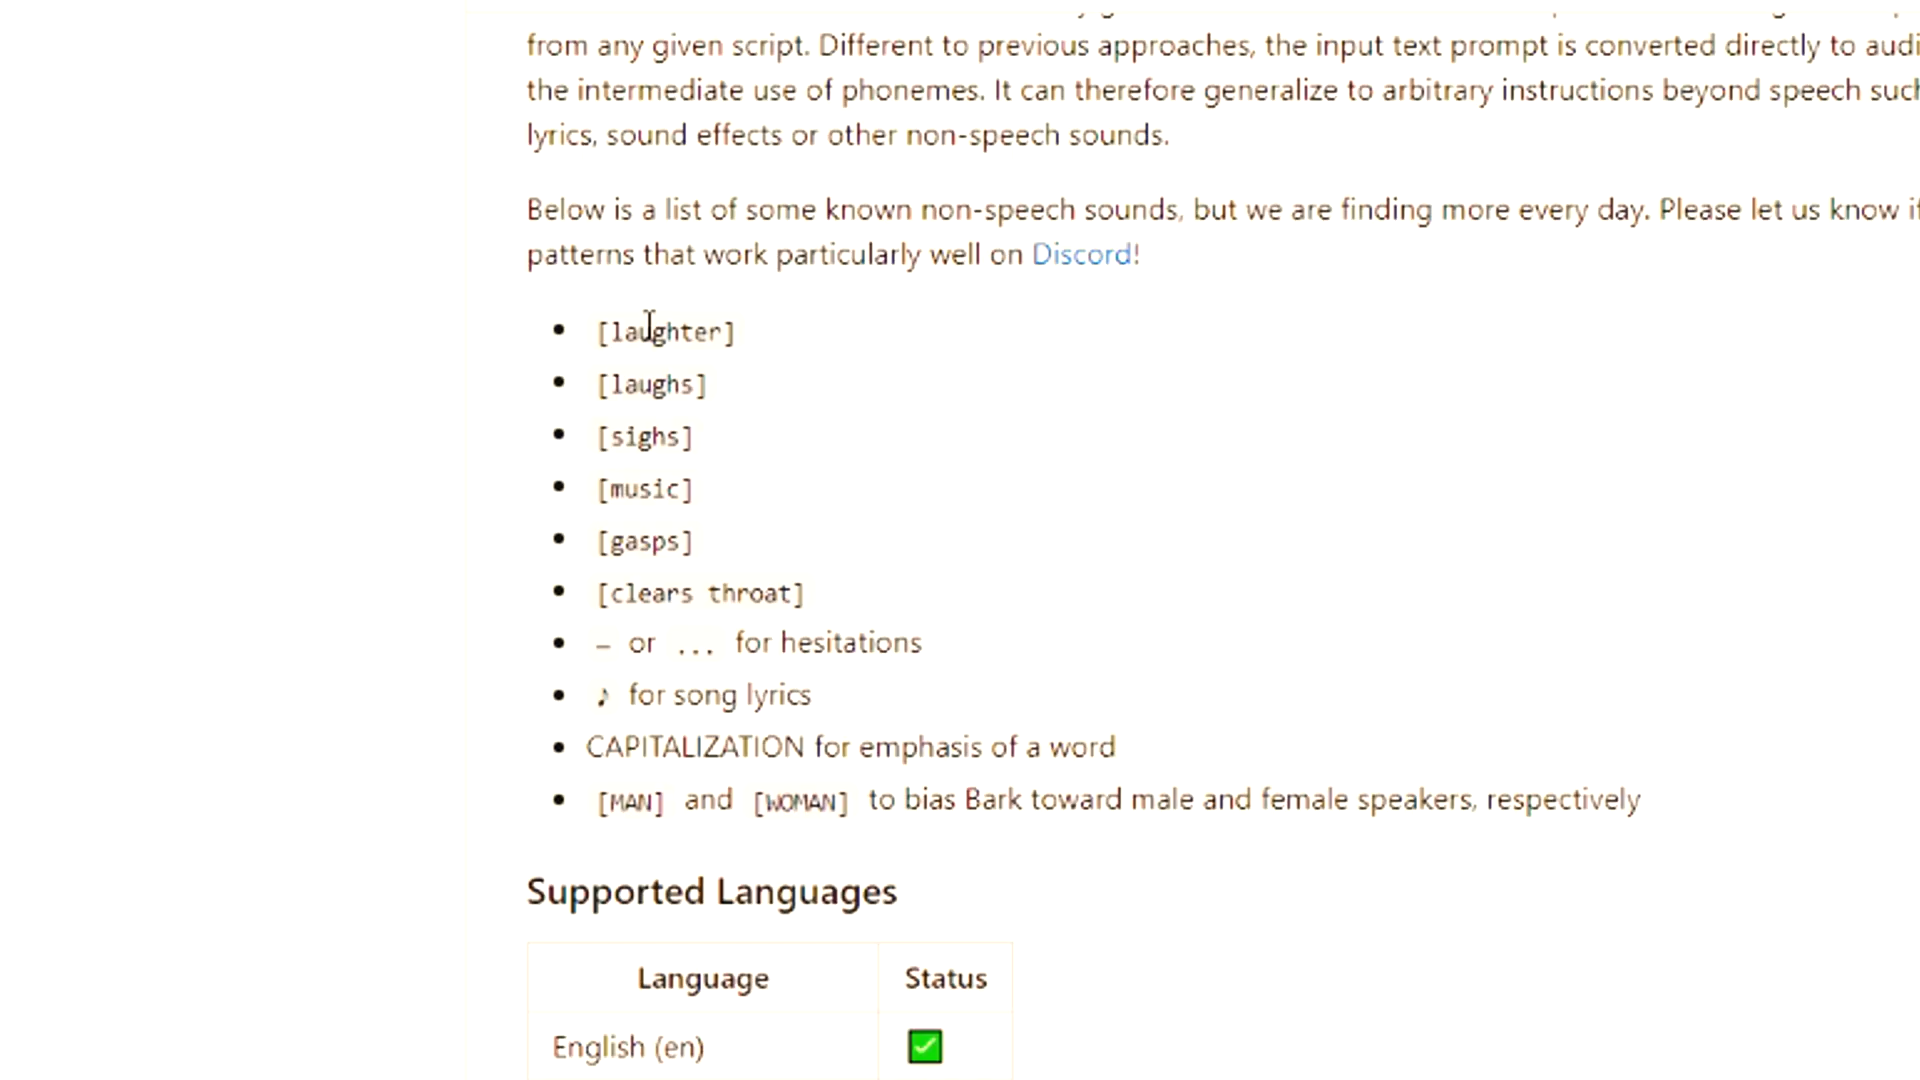 from any given script. Different to previous approaches, the input text prompt is converted directly to audi
the intermediate use of phonemes. It can therefore generalize to arbitrary instructions beyond speech such
lyrics, sound effects or other non-speech sounds.
Below is a list of some known non-speech sounds, but we are finding more every day. Please let us know if
patterns that work particularly well on Discord!
• [laughter]
• [laughs]
• [sighs]
• [music]
• [gasps]
• [clears throat]
• – or ... for hesitations
• ♪ for song lyrics
• CAPITALIZATION for emphasis of a word
• [MAN] and [WOMAN] to bias Bark toward male and female speakers, respectively
Supported Languages
Language Status
English (en) ✅